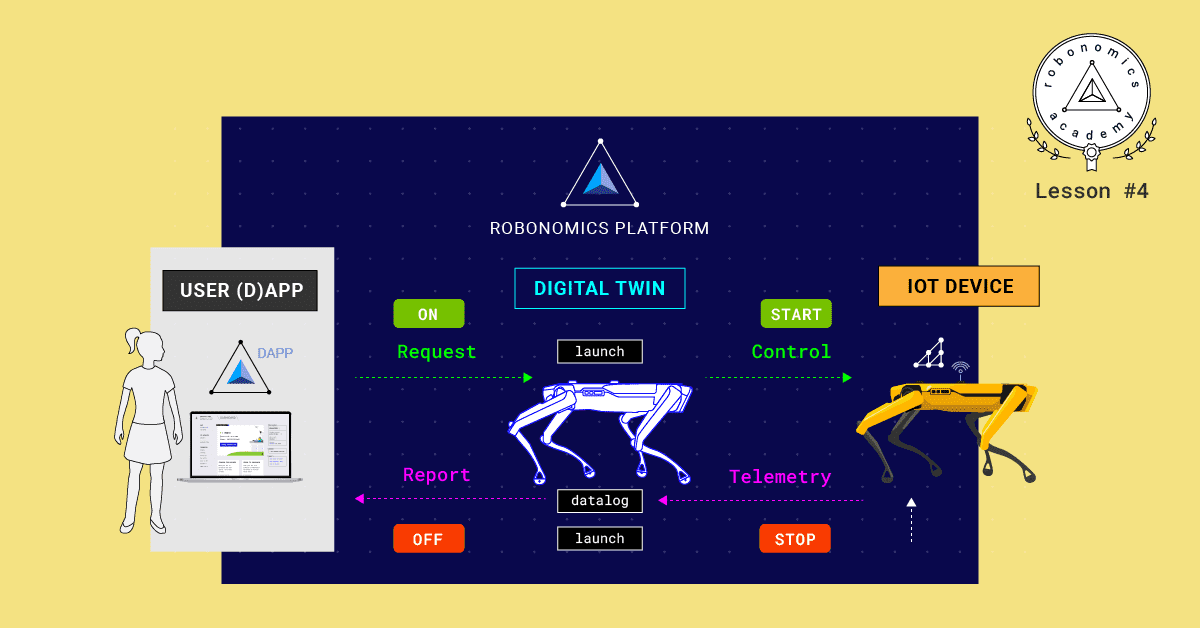 robonomics
academy
Lesson #4
ROBONOMICS PLATFORM
USER (D)APP
DIGITAL TWIN
IOT DEVICE
ON
START
Request
launch
Control
DAPP
Report
Telemetry
datalog
OFF
launch
STOP